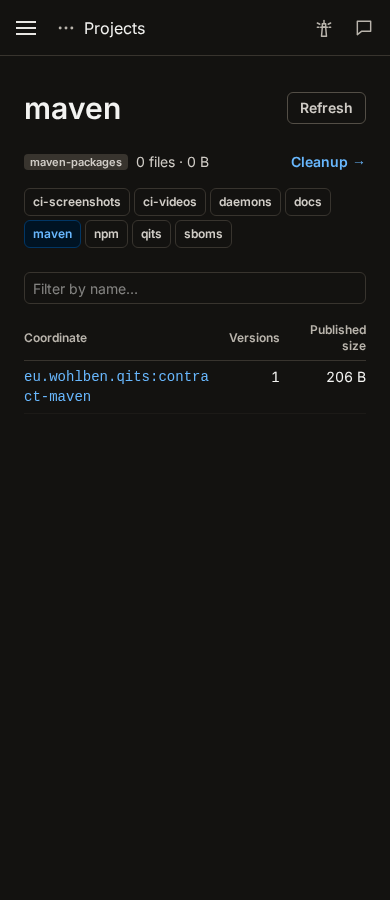 Projects
maven
Refresh
maven-packages 0 files · 0 B Cleanup →
ci-screenshots ci-videos daemons docs
maven npm qits sboms
Filter by name...
Coordinate Versions Published size
eu.wohlben.qits:contra 1 206 B
ct-maven